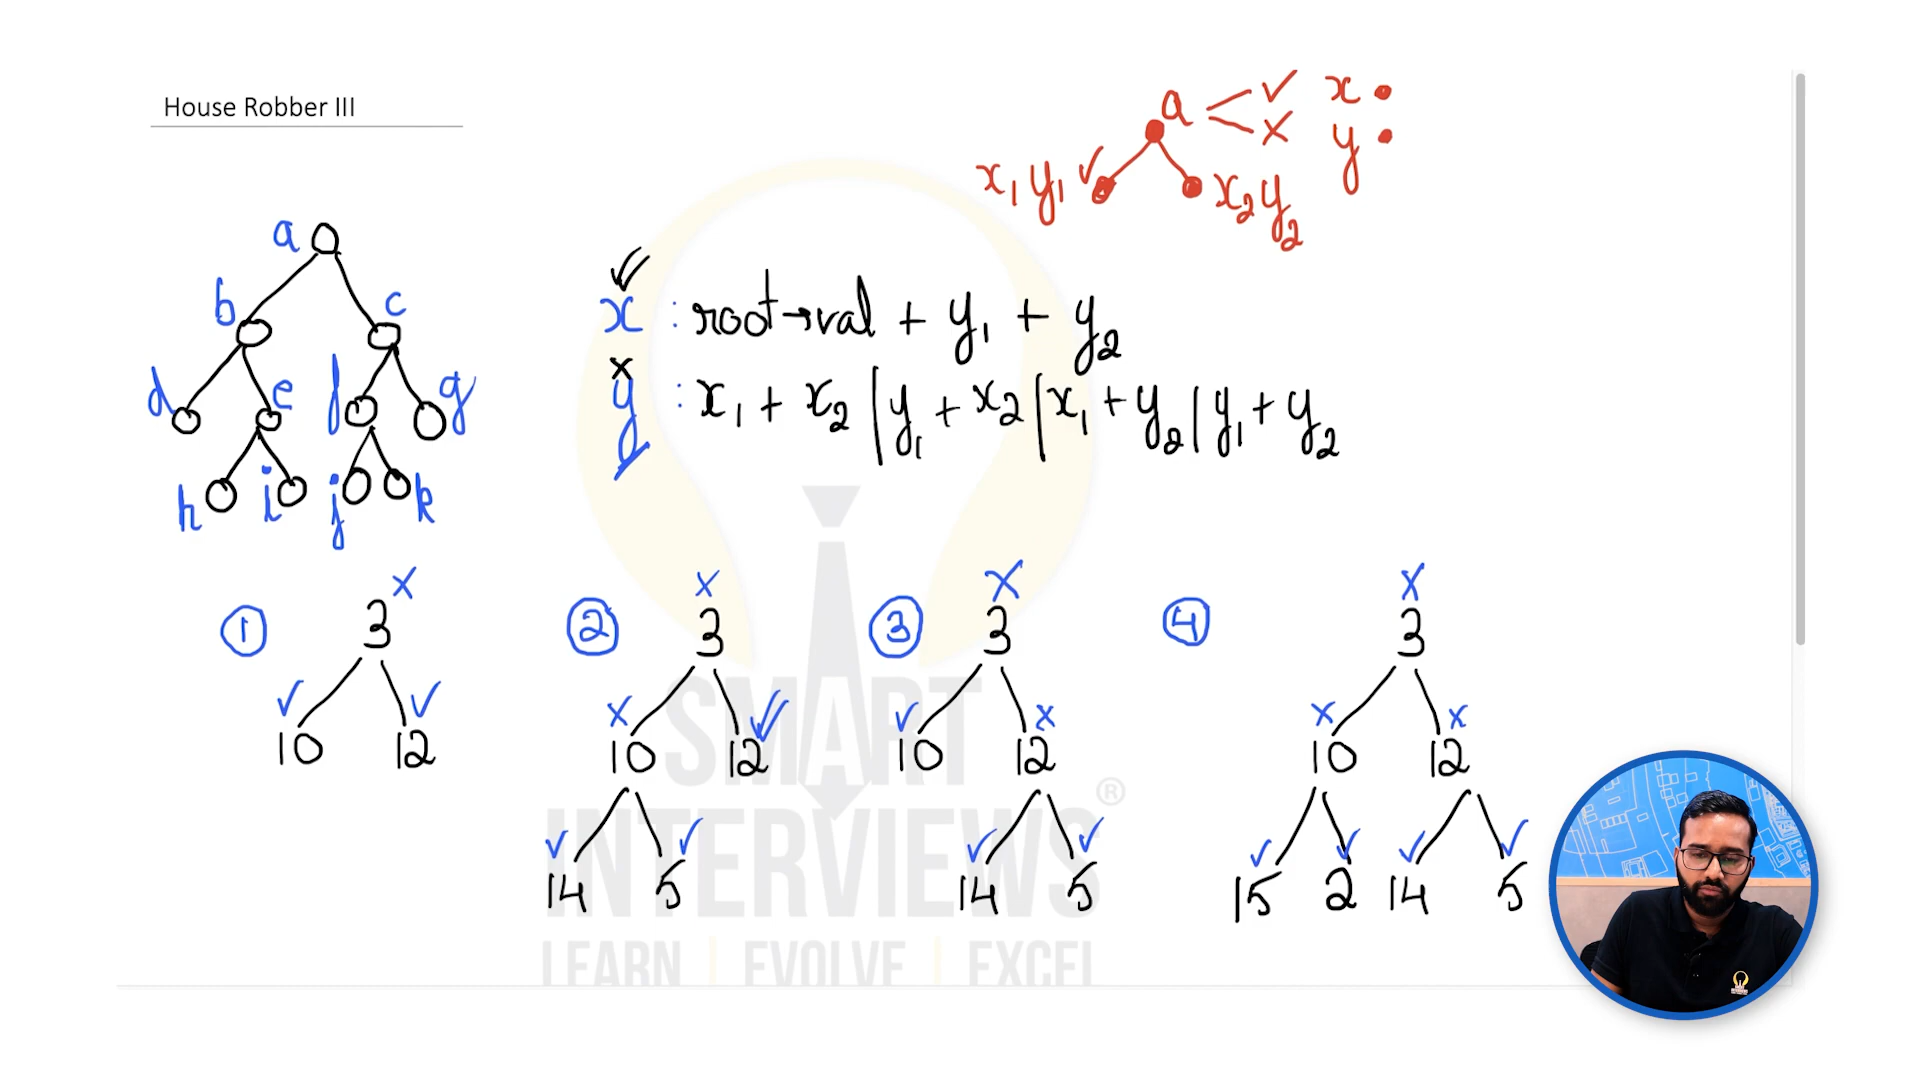 House Robber III
a ✓ x •
x y •
x₁ y₁ ✓ x₂ y₂
a
b c
d e f g
h i j k
✓
x : root→val + y₁ + y₂
x
y : x₁ + x₂ | y₁ + x₂ | x₁ + y₂ | y₁ + y₂
① 3 x
✓ ✓
10 12
② x
3
x ✓
10 12
✓ ✓
14 5
③ x
3
✓ x
10 12
✓ ✓
14 5
④ x
3
x x
10 12
✓ ✓ ✓ ✓
15 2 14 5
SMART
INTERVIEWS®
LEARN | EVOLVE | EXCEL